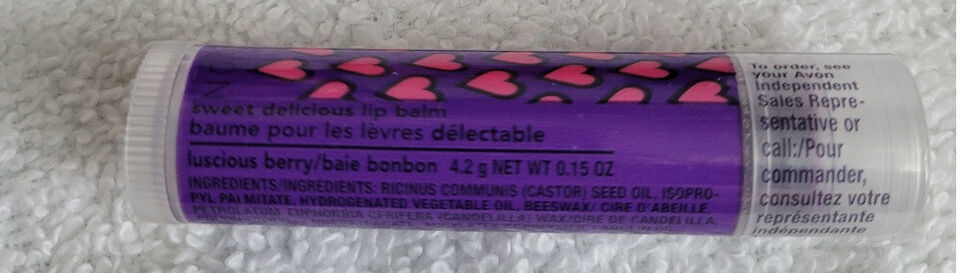 sweet delicious lip balm
baume pour les lèvres délectable
luscious berry/baie bonbon 4.2 g NET WT 0.15 OZ
INGREDIENTS/INGRÉDIENTS: RICINUS COMMUNIS (CASTOR) SEED OIL, ISOPRO-
PYL PALMITATE, HYDROGENATED VEGETABLE OIL, BEESWAX/ CIRE D'ABEILLE,
PETROLATUM, EUPHORBIA CERIFERA (CANDELILLA) WAX/CIRE DE CANDELILLA,
To order, see
your Avon
Independent
Sales Repre-
sentative or
call:/Pour
commander,
consultez votre
représentante
indépendante